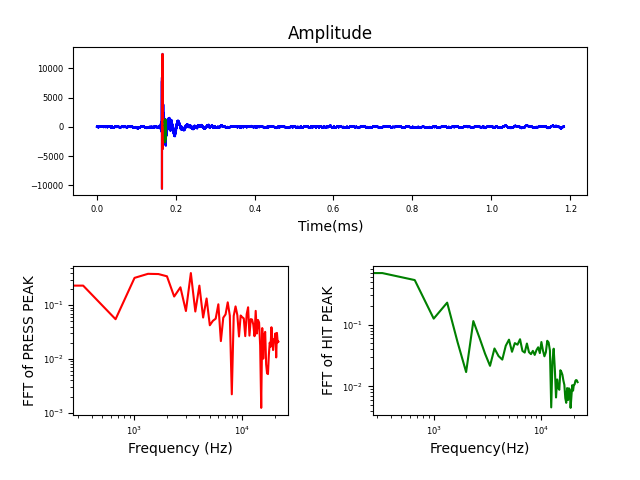 Amplitude
10000
5000
0
−5000
−10000
0.0 0.2 0.4 0.6 0.8 1.0 1.2
Time(ms)
FFT of PRESS PEAK
10⁻¹
10⁻²
10⁻³
10³ 10⁴
Frequency (Hz)
FFT of HIT PEAK
10⁻¹
10⁻²
10³ 10⁴
Frequency(Hz)